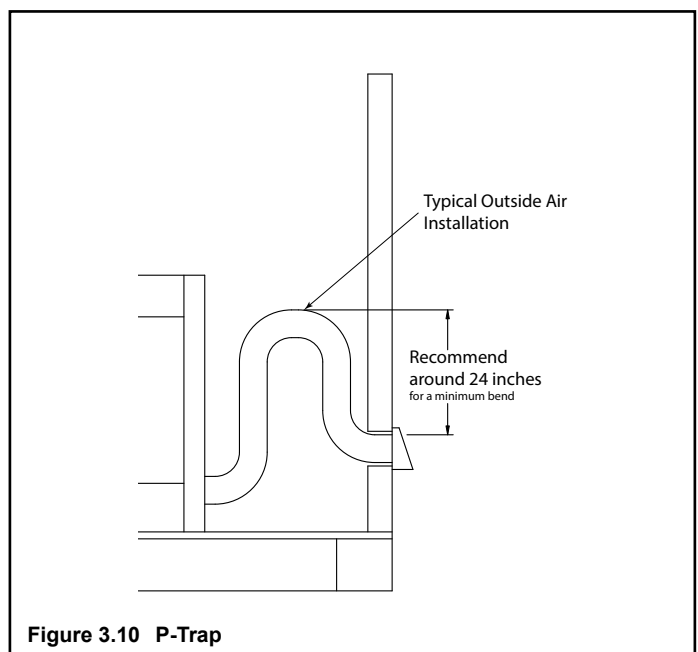 Typical Outside Air
Installation
Recommend
around 24 inches
for a minimum bend
Figure 3.10 P-Trap